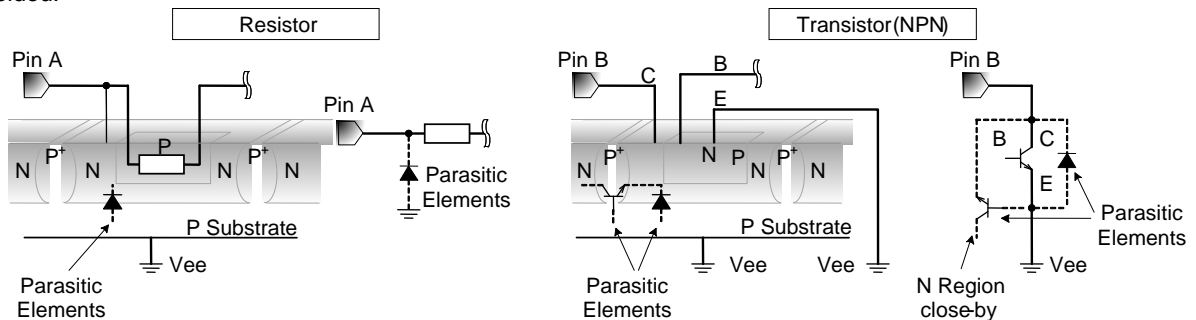 Resistor
Transistor(NPN)
Pin A
Pin A
N
P+
N
P
P+
N
N
Parasitic
Elements
P Substrate
Vee
Parasitic
Elements
Pin B
C
B
E
N
P+
N
N
P
P+
N
P Substrate
Vee
Vee
Parasitic
Elements
Pin B
B
C
E
Parasitic
Elements
Vee
N Region
close-by